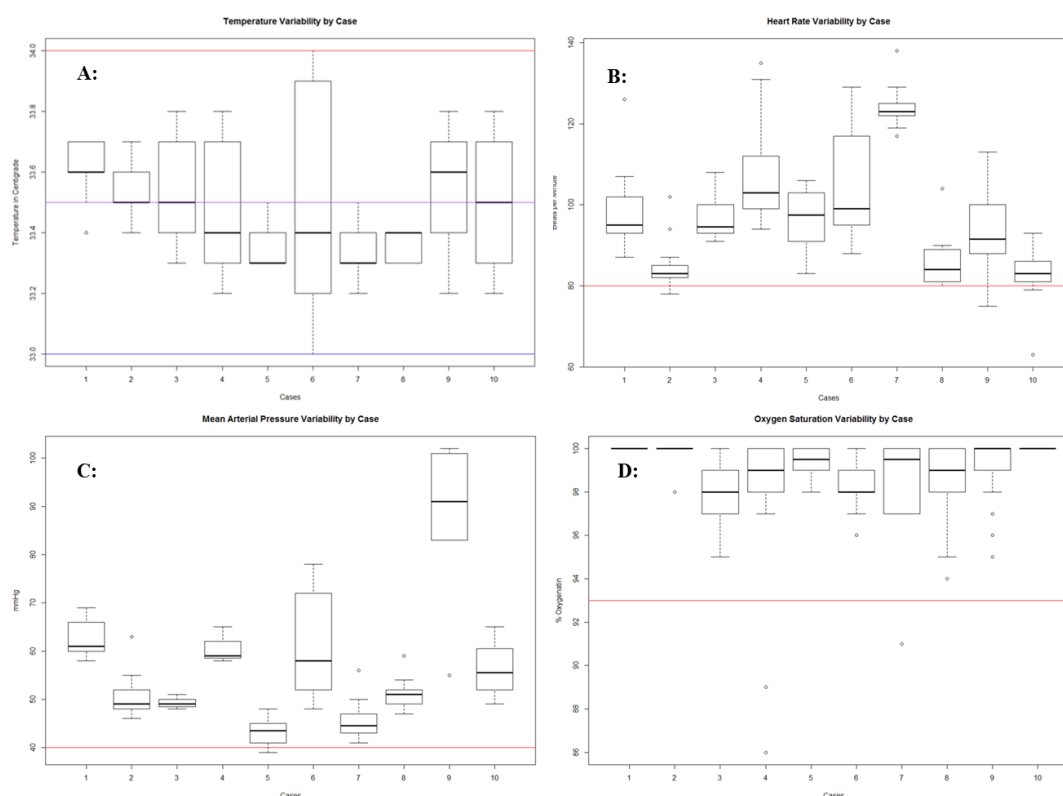 Temperature Variability by Case
A:
Temperature in Centigrade
34.0
33.8
33.6
33.4
33.2
33.0
1 2 3 4 5 6 7 8 9 10
Cases
Heart Rate Variability by Case
B:
Beats per Minute
140
120
100
80
60
1 2 3 4 5 6 7 8 9 10
Cases
Mean Arterial Pressure Variability by Case
C:
mmHg
100
90
80
70
60
50
40
1 2 3 4 5 6 7 8 9 10
Cases
Oxygen Saturation Variability by Case
D:
% Oxygenatin
100
98
96
94
92
90
88
86
1 2 3 4 5 6 7 8 9 10
Cases